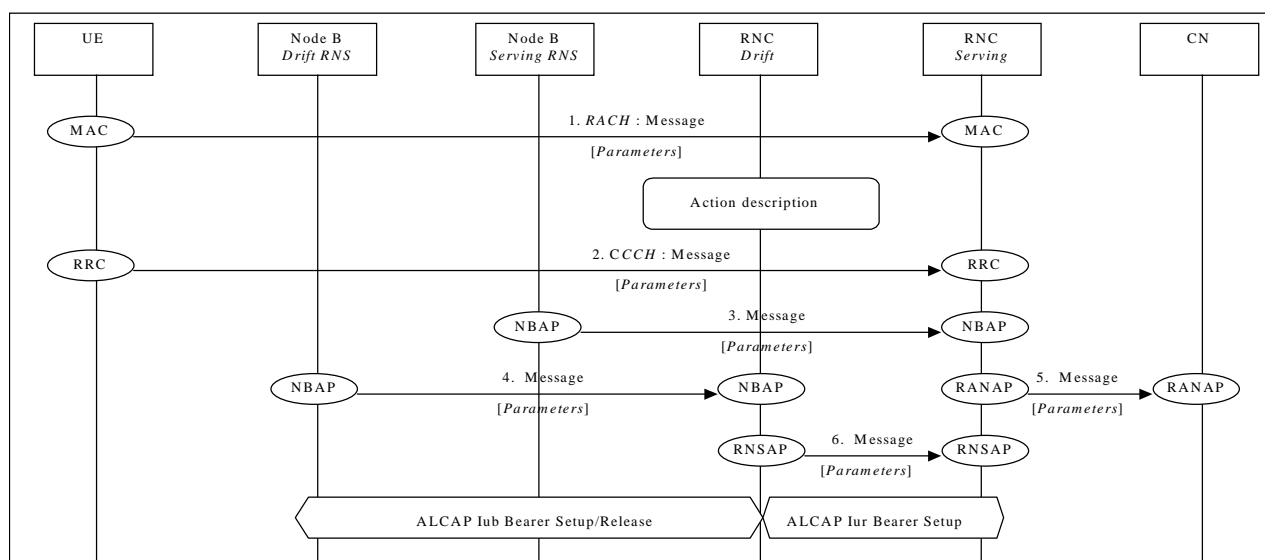 UE
Node B
Drift RNS
Node B
Serving RNS
RNC
Drift
RNC
Serving
CN
MAC
1. RACH : Message
[Parameters]
MAC
Action description
RRC
2. CCCH : Message
[Parameters]
RRC
NBAP
3. Message
[Parameters]
NBAP
NBAP
4. Message
[Parameters]
NBAP
RANAP
5. Message
[Parameters]
RANAP
RNSAP
6. Message
[Parameters]
RNSAP
ALCAP Iub Bearer Setup/Release
ALCAP Iur Bearer Setup